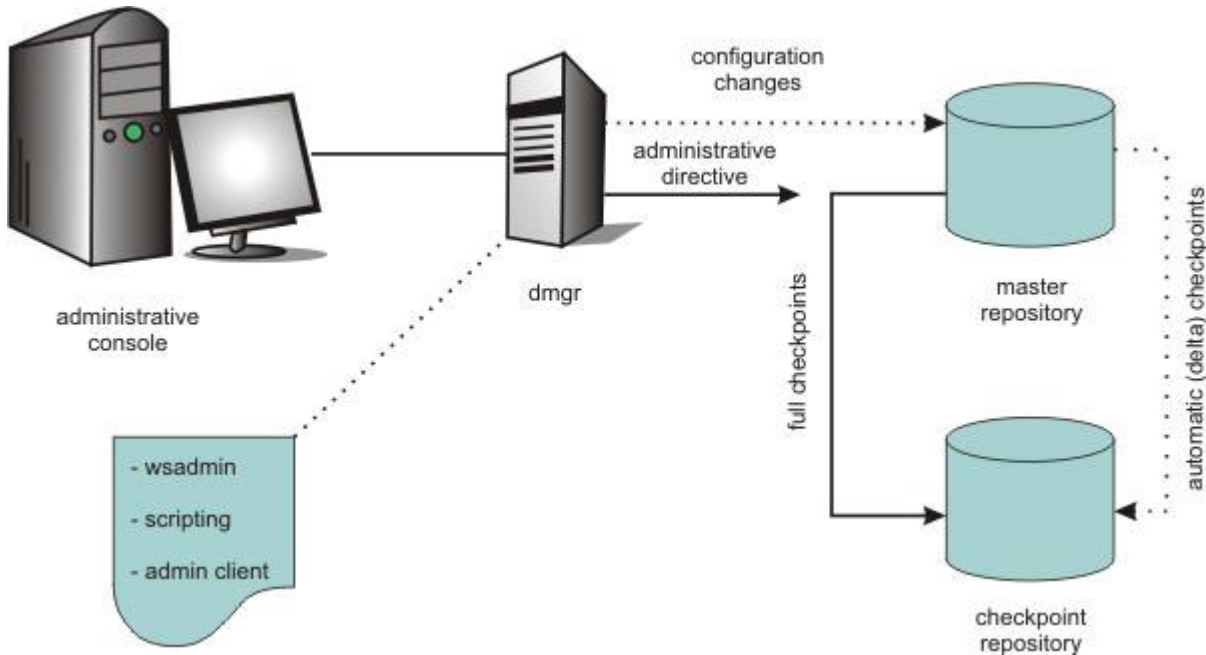 configuration
changes
administrative
directive
dmgr
administrative
console
master
repository
full checkpoints
automatic (delta) checkpoints
- wsadmin
- scripting
- admin client
checkpoint
repository